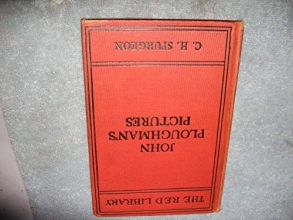 THE RED LIBRARY
JOHN
PLOUGHMAN'S
PICTURES
C. H. SPURGEON